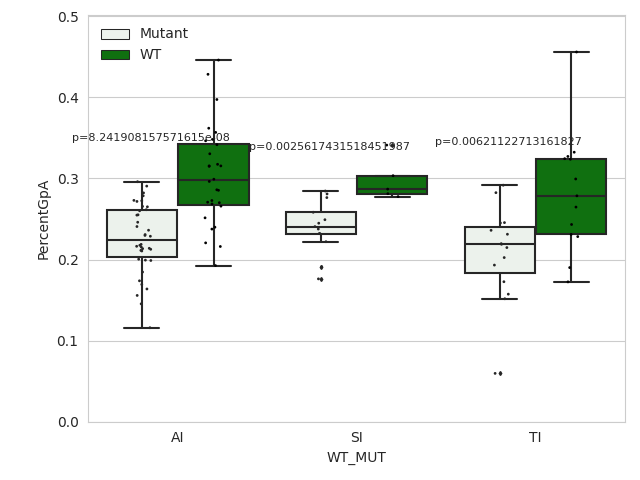 0.5
Mutant
WT
0.4
p=8.241908157571615e-08
p=0.0025617431518451987
p=0.00621122713161827
0.3
PercentGpA
0.2
0.1
0.0
AI SI TI
WT_MUT